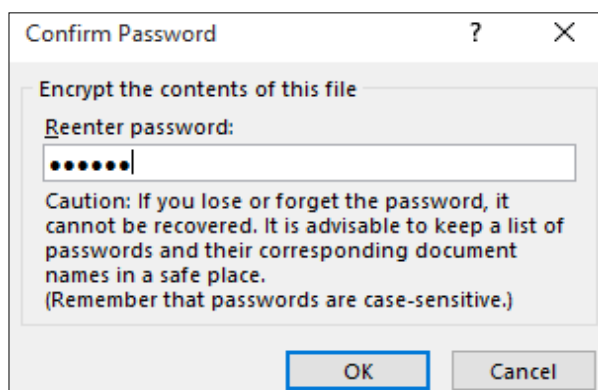 Confirm Password ?
Encrypt the contents of this file
Reenter password:
••••••
Caution: If you lose or forget the password, it
cannot be recovered. It is advisable to keep a list of
passwords and their corresponding document
names in a safe place.
(Remember that passwords are case-sensitive.)
OK Cancel